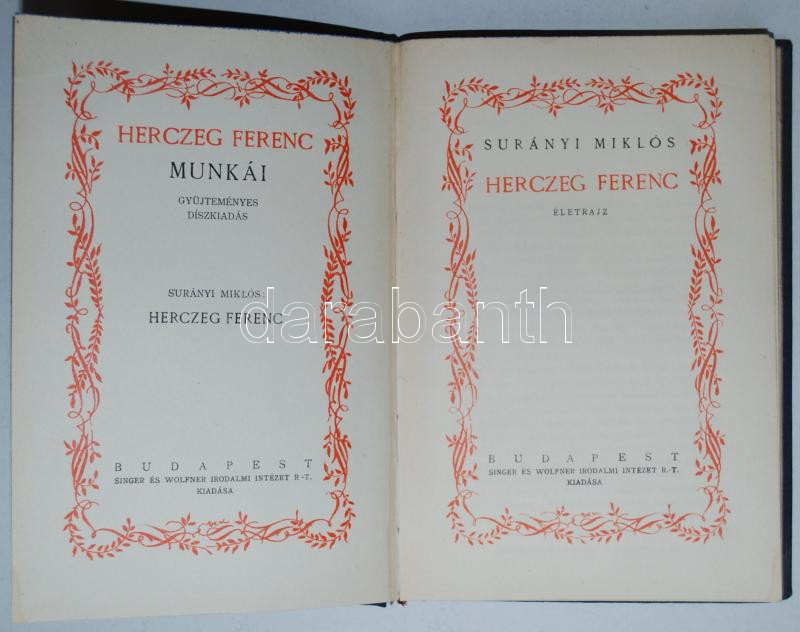 HERCZEG FERENC
MUNKÁI
GYÜJTEMÉNYES
DÍSZKIADÁS
SURÁNYI MIKLÓS:
HERCZEG FERENC
BUDAPEST
SINGER ÉS WOLFNER IRODALMI INTÉZET R.-T.
KIADÁSA
SURÁNYI MIKLÓS
HERCZEG FERENC
ÉLETRAJZ
BUDAPEST
SINGER ÉS WOLFNER IRODALMI INTÉZET R.-T.
KIADÁSA
darabanth